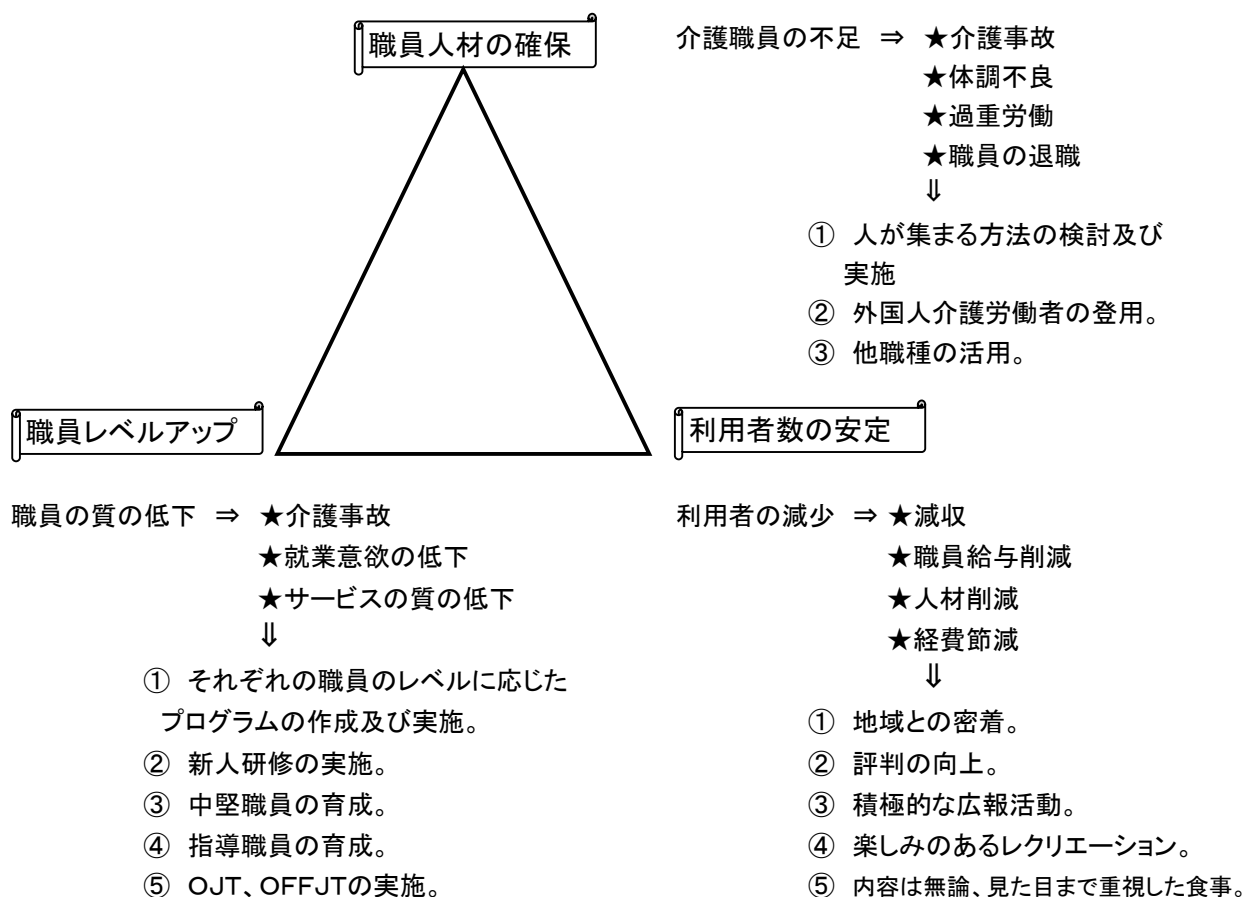 職員人材の確保
介護職員の不足 ⇒ ★介護事故
★体調不良
★過重労働
★職員の退職
⇓
① 人が集まる方法の検討及び
実施
② 外国人介護労働者の登用。
③ 他職種の活用。
職員レベルアップ
利用者数の安定
職員の質の低下 ⇒ ★介護事故
★就業意欲の低下
★サービスの質の低下
⇓
① それぞれの職員のレベルに応じた
プログラムの作成及び実施。
② 新人研修の実施。
③ 中堅職員の育成。
④ 指導職員の育成。
⑤ OJT、OFFJTの実施。
利用者の減少 ⇒ ★減収
★職員給与削減
★人材削減
★経費節減
⇓
① 地域との密着。
② 評判の向上。
③ 積極的な広報活動。
④ 楽しみのあるレクリエーション。
⑤ 内容は無論、見た目まで重視した食事。